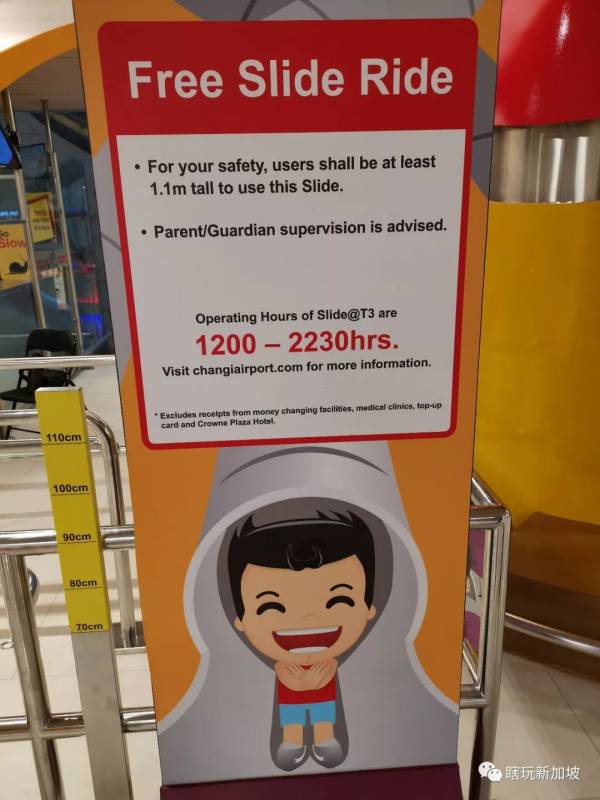 Free Slide Ride
• For your safety, users shall be at least
1.1m tall to use this Slide.
• Parent/Guardian supervision is advised.
Operating Hours of Slide@T3 are
1200 – 2230hrs.
Visit changiairport.com for more information.
* Excludes receipts from money changing facilities, medical clinics, top-up
card and Crowne Plaza Hotel.
Go
Slow
110cm
100cm
90cm
80cm
70cm
瞎玩新加坡